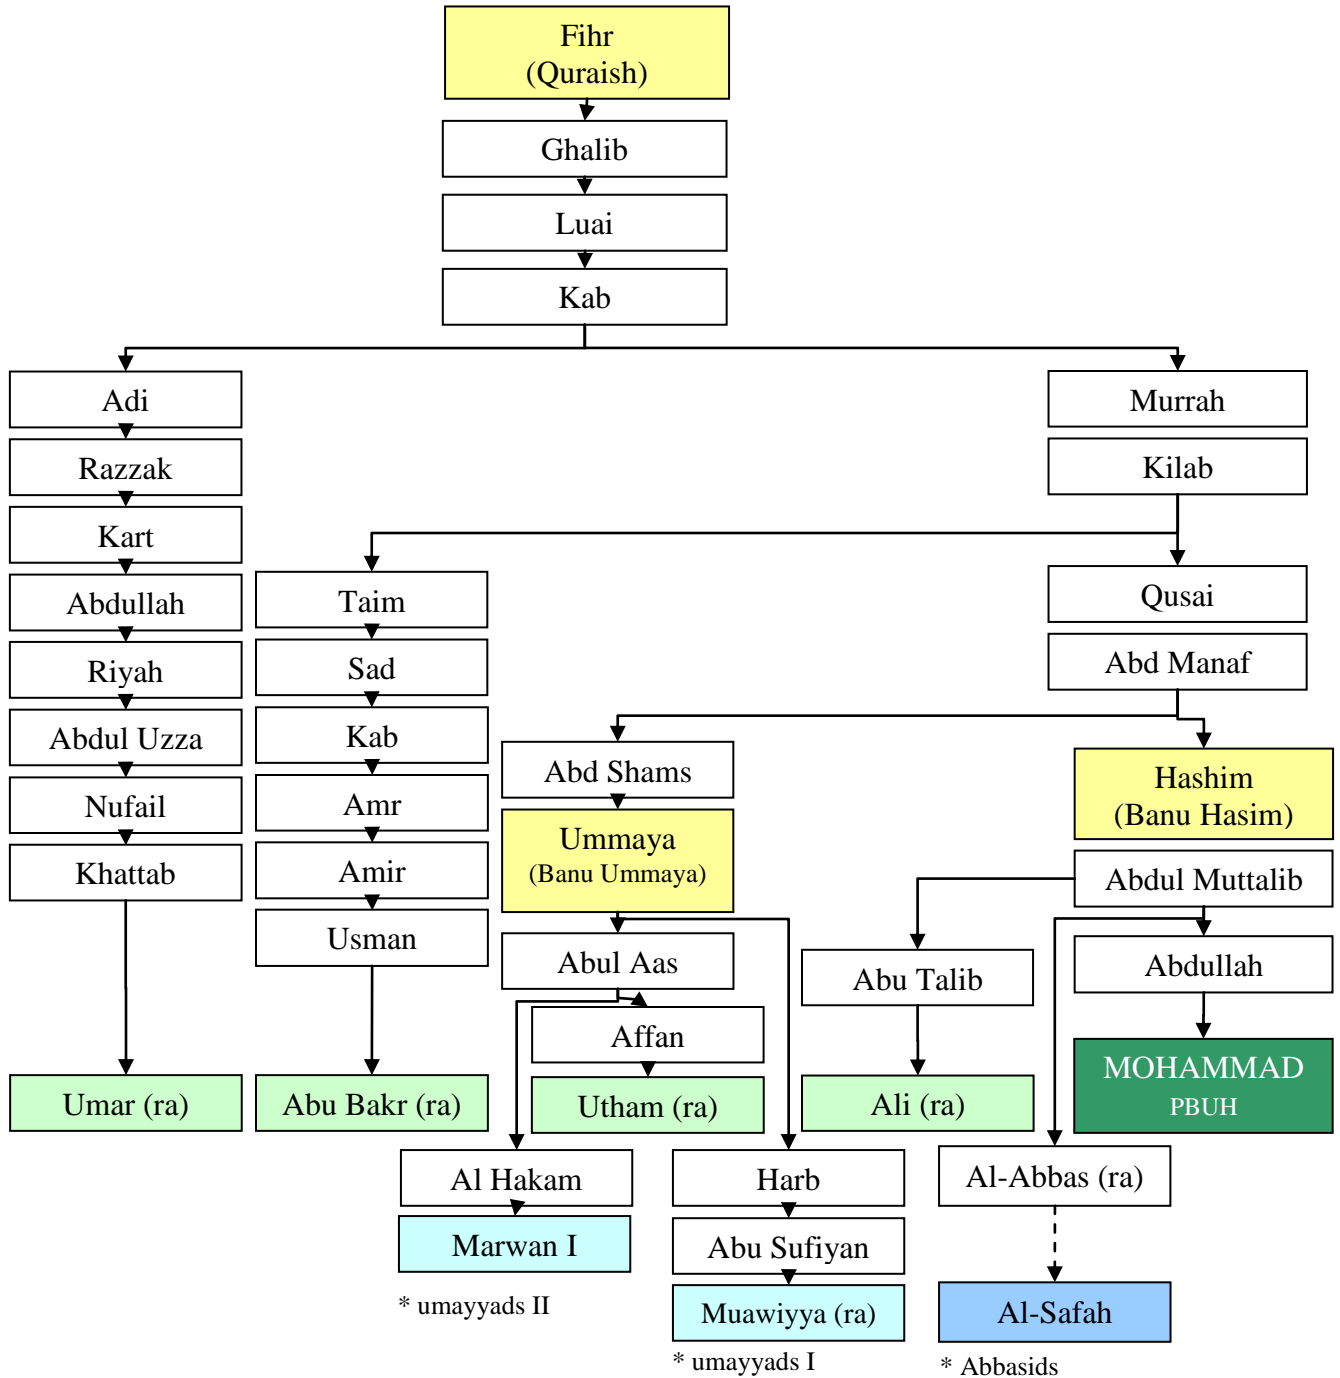 Fihr
(Quraish)
Ghalib
Luai
Kab
Adi
Murrah
Razzak
Kilab
Kart
Abdullah
Taim
Qusai
Riyah
Sad
Abd Manaf
Abdul Uzza
Kab
Abd Shams
Hashim
(Banu Hasim)
Nufail
Amr
Ummaya
(Banu Ummaya)
Khattab
Amir
Abdul Muttalib
Usman
Abul Aas
Abu Talib
Abdullah
Affan
Umar (ra)
Abu Bakr (ra)
Utham (ra)
Ali (ra)
MOHAMMAD
PBUH
Al Hakam
Harb
Al-Abbas (ra)
Marwan I
Abu Sufiyan
* umayyads II
Muawiyya (ra)
Al-Safah
* umayyads I
* Abbasids